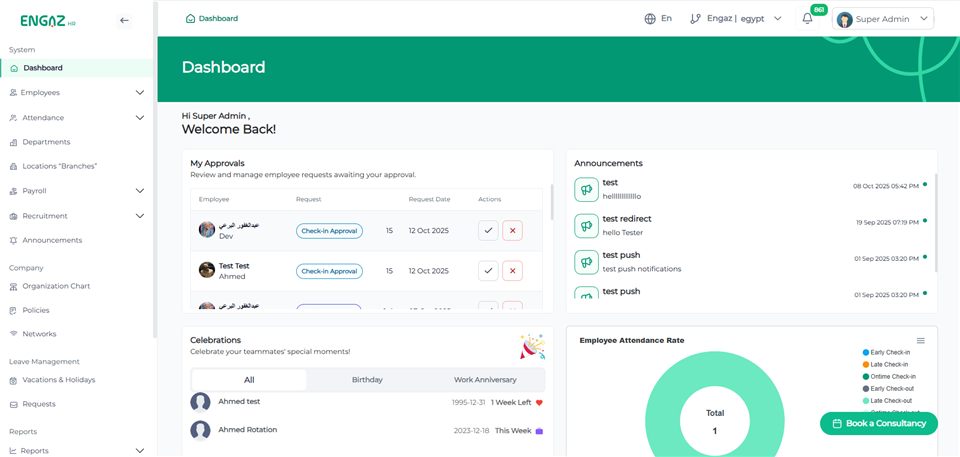 ENGAZ HR
Dashboard
En
Engaz | egypt
861
Super Admin
System
Dashboard
Employees
Attendance
Departments
Locations "Branches"
Payroll
Recruitment
Announcements
Company
Organization Chart
Policies
Networks
Leave Management
Vacations & Holidays
Requests
Reports
Reports
Dashboard
Hi Super Admin ,
Welcome Back!
My Approvals
Review and manage employee requests awaiting your approval.
Employee Request Request Date Actions
عبدالغفور البرعي
Dev
Check-in Approval 15 12 Oct 2025
Test Test
Ahmed
Check-in Approval 15 12 Oct 2025
عبدالغفور البرعي
Announcements
test
hellllllllllllllo
08 Oct 2025 05:42 PM
test redirect
hello Tester
19 Sep 2025 07:19 PM
test push
test push notifications
01 Sep 2025 03:20 PM
test push
01 Sep 2025 03:20 PM
Celebrations
Celebrate your teammates' special moments!
All Birthday Work Anniversary
Ahmed test 1995-12-31 1 Week Left
Ahmed Rotation 2023-12-18 This Week
Employee Attendance Rate
Total
1
Early Check-in
Late Check-in
Ontime Check-in
Early Check-out
Late Check-out
Book a Consultancy